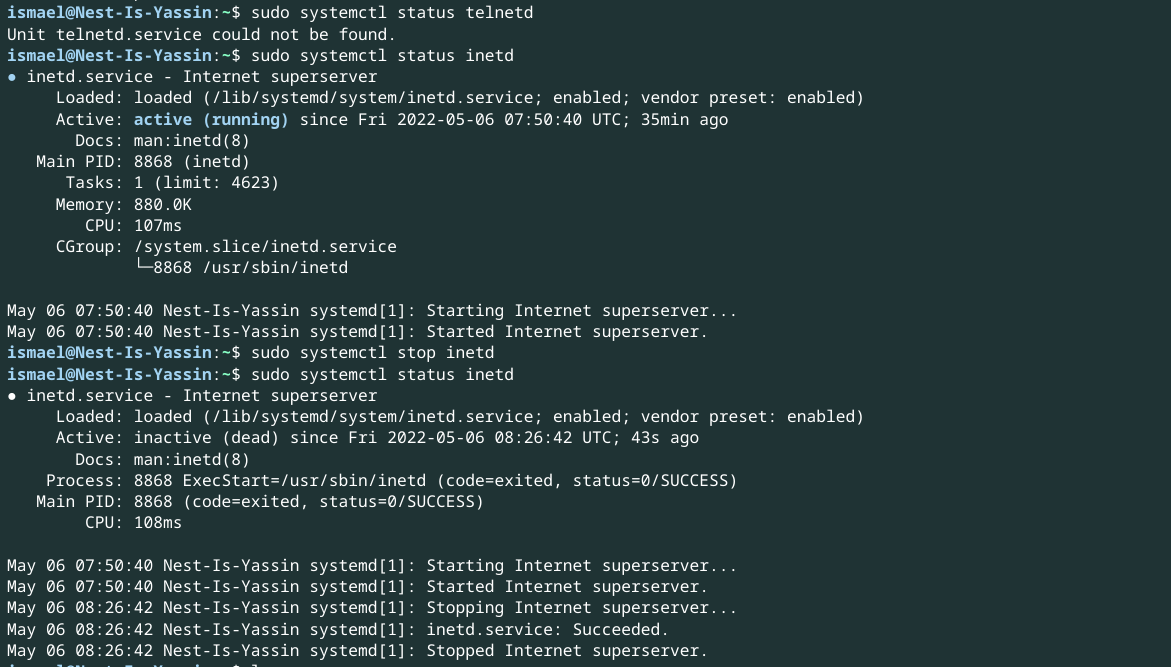 ismael@Nest-Is-Yassin:~$ sudo systemctl status telnetd
Unit telnetd.service could not be found.
ismael@Nest-Is-Yassin:~$ sudo systemctl status inetd
● inetd.service - Internet superserver
     Loaded: loaded (/lib/systemd/system/inetd.service; enabled; vendor preset: enabled)
     Active: active (running) since Fri 2022-05-06 07:50:40 UTC; 35min ago
       Docs: man:inetd(8)
   Main PID: 8868 (inetd)
      Tasks: 1 (limit: 4623)
     Memory: 880.0K
        CPU: 107ms
     CGroup: /system.slice/inetd.service
             └─8868 /usr/sbin/inetd
May 06 07:50:40 Nest-Is-Yassin systemd[1]: Starting Internet superserver...
May 06 07:50:40 Nest-Is-Yassin systemd[1]: Started Internet superserver.
ismael@Nest-Is-Yassin:~$ sudo systemctl stop inetd
ismael@Nest-Is-Yassin:~$ sudo systemctl status inetd
● inetd.service - Internet superserver
     Loaded: loaded (/lib/systemd/system/inetd.service; enabled; vendor preset: enabled)
     Active: inactive (dead) since Fri 2022-05-06 08:26:42 UTC; 43s ago
       Docs: man:inetd(8)
    Process: 8868 ExecStart=/usr/sbin/inetd (code=exited, status=0/SUCCESS)
   Main PID: 8868 (code=exited, status=0/SUCCESS)
        CPU: 108ms
May 06 07:50:40 Nest-Is-Yassin systemd[1]: Starting Internet superserver...
May 06 07:50:40 Nest-Is-Yassin systemd[1]: Started Internet superserver.
May 06 08:26:42 Nest-Is-Yassin systemd[1]: Stopping Internet superserver...
May 06 08:26:42 Nest-Is-Yassin systemd[1]: inetd.service: Succeeded.
May 06 08:26:42 Nest-Is-Yassin systemd[1]: Stopped Internet superserver.